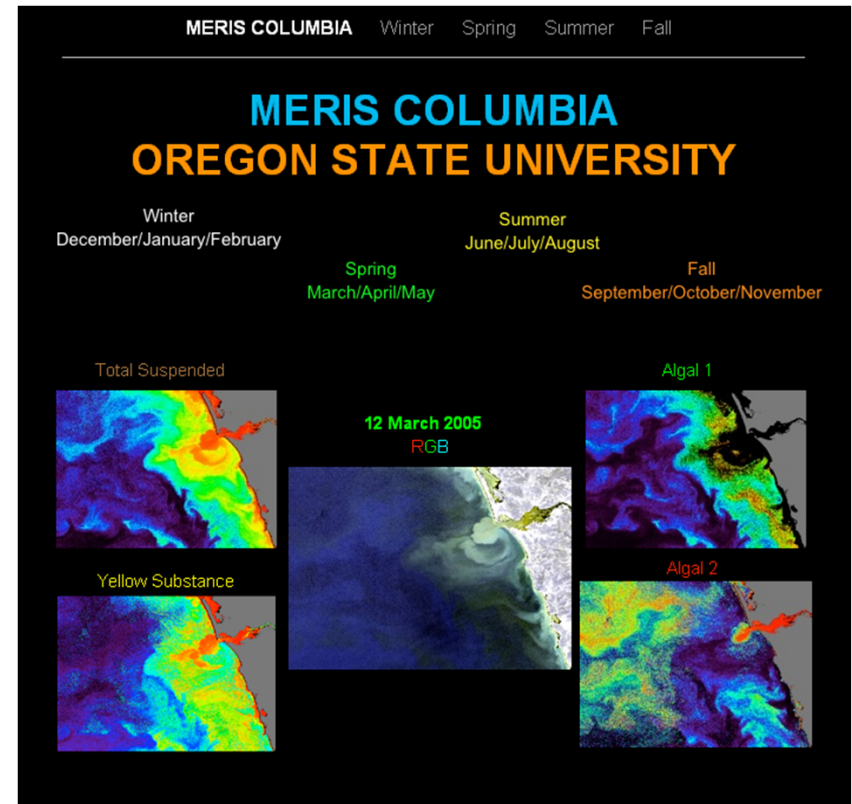 MERIS COLUMBIA Winter Spring Summer Fall
MERIS COLUMBIA
OREGON STATE UNIVERSITY
Winter
December/January/February
Summer
June/July/August
Spring
March/April/May
Fall
September/October/November
Total Suspended
Algal 1
12 March 2005
RGB
Yellow Substance
Algal 2